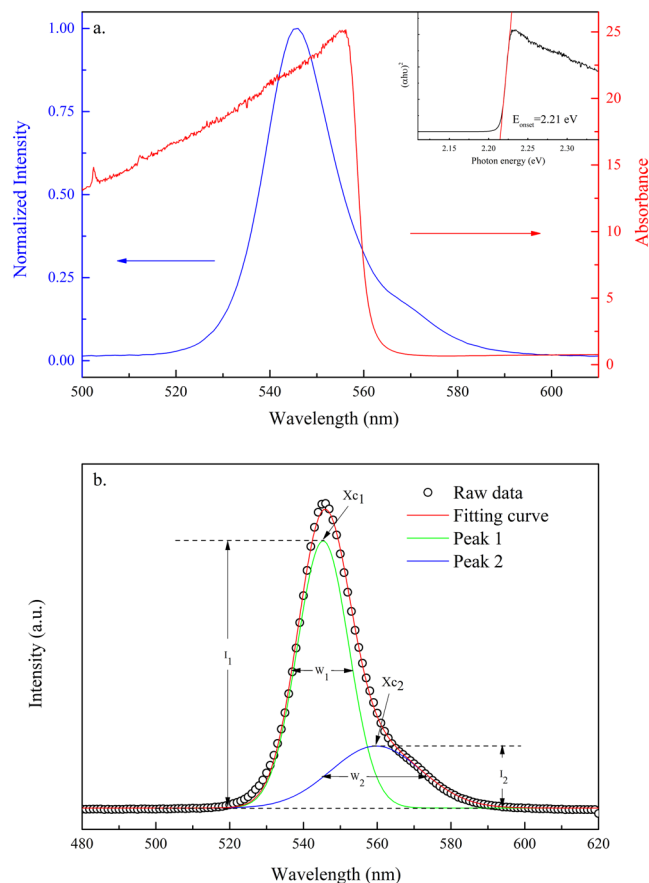 a.
1.00
0.75
0.50
0.25
0.00
Normalized Intensity
25
20
15
10
5
0
Absorbance
(αhυ)²
E_onset=2.21 eV
2.15 2.20 2.25 2.30
Photon energy (eV)
500 520 540 560 580 600
Wavelength (nm)
b.
Xc₁
Raw data
Fitting curve
Peak 1
Peak 2
I₁
W₁
Xc₂
W₂
I₂
Intensity (a.u.)
480 500 520 540 560 580 600 620
Wavelength (nm)